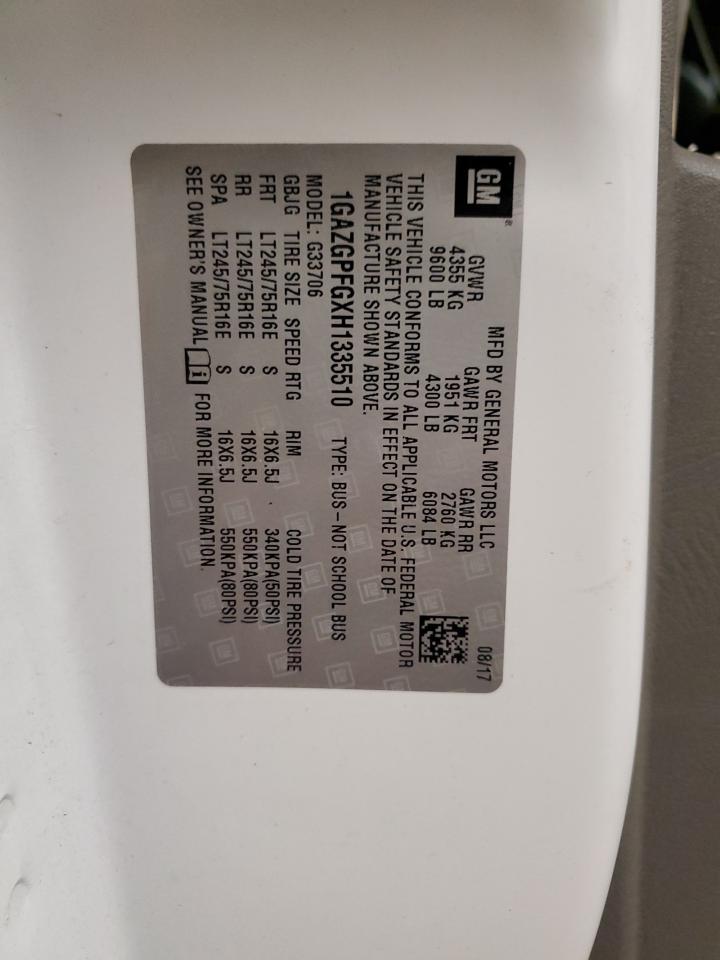 GM®
MFD BY GENERAL MOTORS LLC
08/17
GVWR GAWR FRT GAWR RR
4355 KG 1951 KG 2760 KG
9600 LB 4300 LB 6084 LB
THIS VEHICLE CONFORMS TO ALL APPLICABLE U.S. FEDERAL MOTOR
VEHICLE SAFETY STANDARDS IN EFFECT ON THE DATE OF
MANUFACTURE SHOWN ABOVE.
1GAZGPFGXH1335510 TYPE: BUS–NOT SCHOOL BUS
MODEL: G33706
GBJG TIRE SIZE SPEED RTG RIM COLD TIRE PRESSURE
FRT LT245/75R16E S 16X6.5J 340KPA(50PSI)
RR LT245/75R16E S 16X6.5J 550KPA(80PSI)
SPA LT245/75R16E S 16X6.5J 550KPA(80PSI)
SEE OWNER'S MANUAL i FOR MORE INFORMATION.